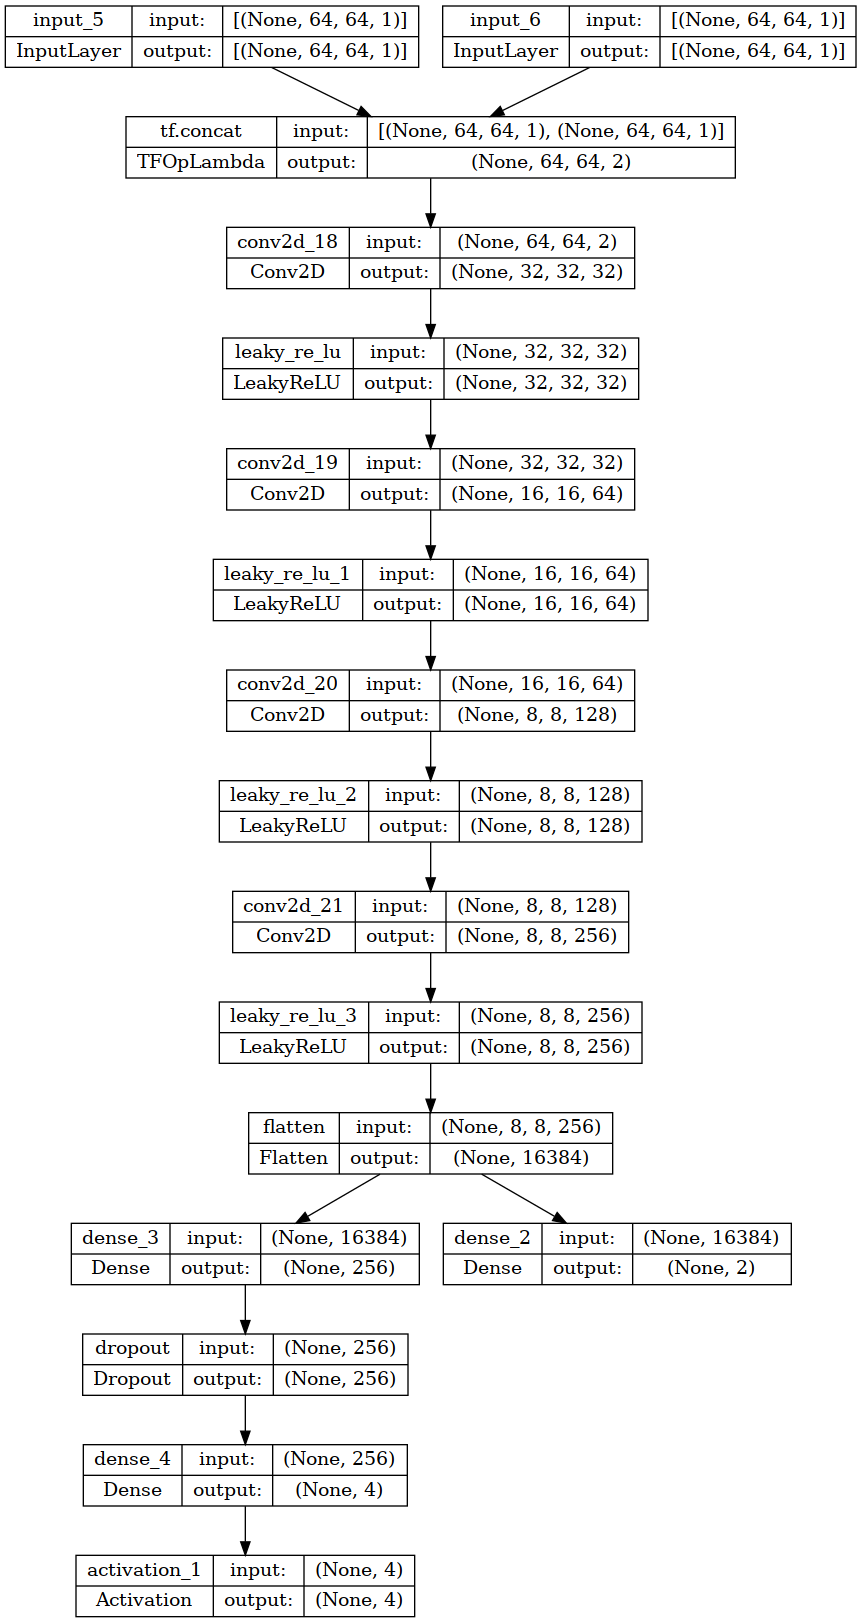 input_5 input: [(None, 64, 64, 1)]
InputLayer output: [(None, 64, 64, 1)]
input_6 input: [(None, 64, 64, 1)]
InputLayer output: [(None, 64, 64, 1)]
tf.concat input: [(None, 64, 64, 1), (None, 64, 64, 1)]
TFOpLambda output: (None, 64, 64, 2)
conv2d_18 input: (None, 64, 64, 2)
Conv2D output: (None, 32, 32, 32)
leaky_re_lu input: (None, 32, 32, 32)
LeakyReLU output: (None, 32, 32, 32)
conv2d_19 input: (None, 32, 32, 32)
Conv2D output: (None, 16, 16, 64)
leaky_re_lu_1 input: (None, 16, 16, 64)
LeakyReLU output: (None, 16, 16, 64)
conv2d_20 input: (None, 16, 16, 64)
Conv2D output: (None, 8, 8, 128)
leaky_re_lu_2 input: (None, 8, 8, 128)
LeakyReLU output: (None, 8, 8, 128)
conv2d_21 input: (None, 8, 8, 128)
Conv2D output: (None, 8, 8, 256)
leaky_re_lu_3 input: (None, 8, 8, 256)
LeakyReLU output: (None, 8, 8, 256)
flatten input: (None, 8, 8, 256)
Flatten output: (None, 16384)
dense_3 input: (None, 16384)
Dense output: (None, 256)
dense_2 input: (None, 16384)
Dense output: (None, 2)
dropout input: (None, 256)
Dropout output: (None, 256)
dense_4 input: (None, 256)
Dense output: (None, 4)
activation_1 input: (None, 4)
Activation output: (None, 4)